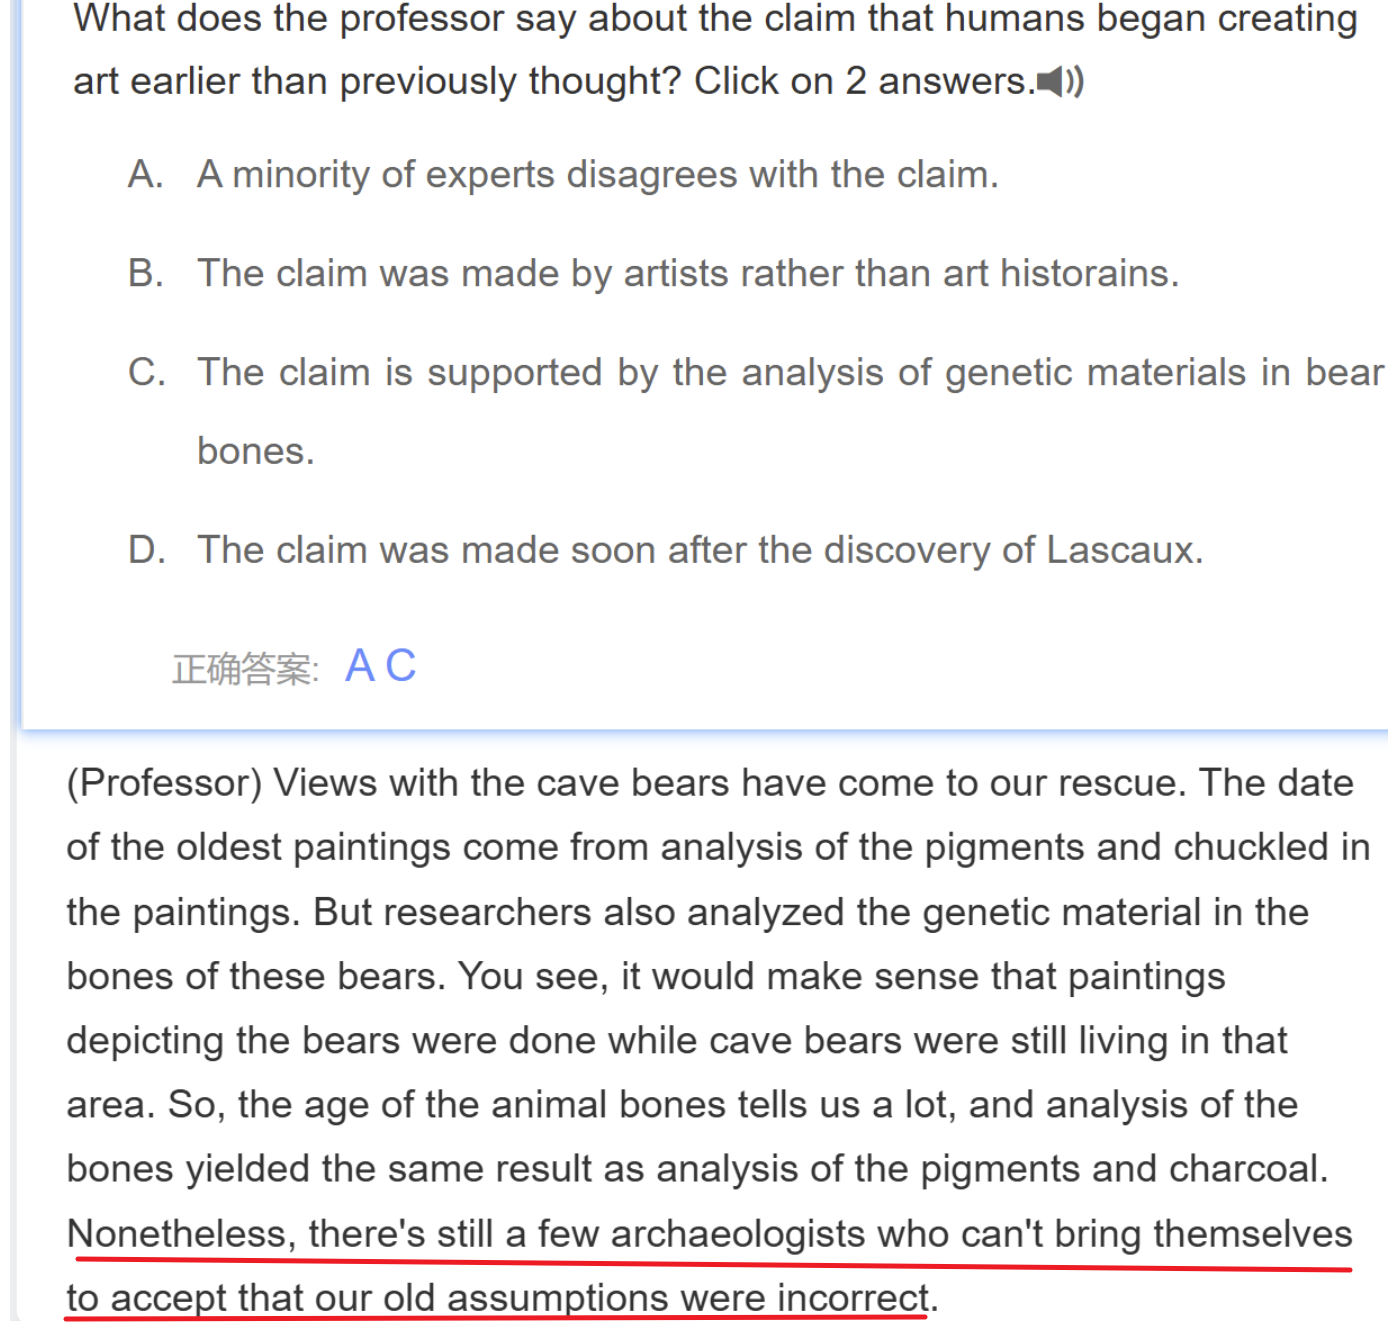 What does the professor say about the claim that humans began creating
art earlier than previously thought? Click on 2 answers.
A. A minority of experts disagrees with the claim.
B. The claim was made by artists rather than art historains.
C. The claim is supported by the analysis of genetic materials in bear
bones.
D. The claim was made soon after the discovery of Lascaux.
正确答案: A C
(Professor) Views with the cave bears have come to our rescue. The date
of the oldest paintings come from analysis of the pigments and chuckled in
the paintings. But researchers also analyzed the genetic material in the
bones of these bears. You see, it would make sense that paintings
depicting the bears were done while cave bears were still living in that
area. So, the age of the animal bones tells us a lot, and analysis of the
bones yielded the same result as analysis of the pigments and charcoal.
Nonetheless, there's still a few archaeologists who can't bring themselves
to accept that our old assumptions were incorrect.